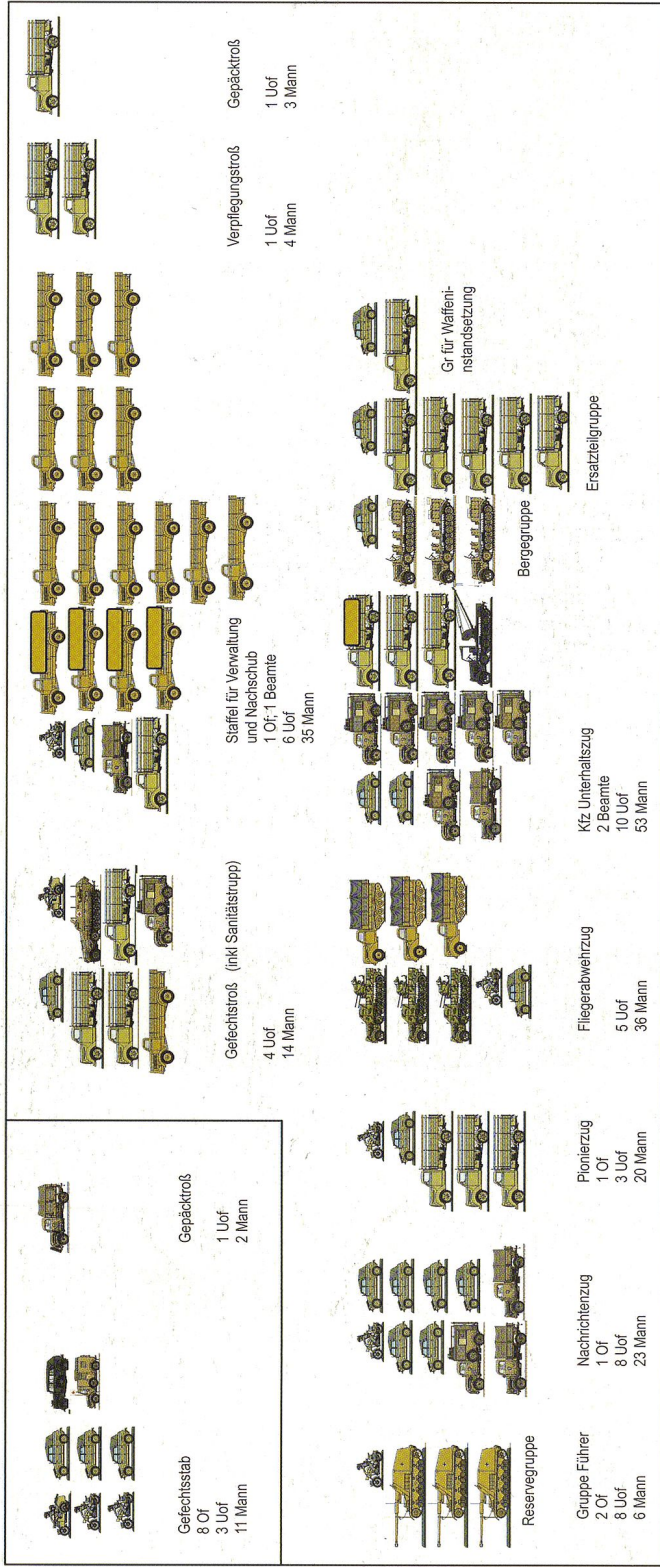 Gefechtsstab
8 Of
3 Uof
11 Mann
Gepäcktroß
1 Uof
2 Mann
Gefechtstroß (inkl Sanitätstrupp)
4 Uof
14 Mann
Staffel für Verwaltung
und Nachschub
1 Of; 1 Beamte
6 Uof
35 Mann
Verpflegungstroß
1 Uof
4 Mann
Gepäcktroß
1 Uof
3 Mann
Reservegruppe
Gruppe Führer
2 Of
8 Uof
6 Mann
Nachrichtenzug
1 Of
8 Uof
23 Mann
Pionierzug
1 Of
3 Uof
20 Mann
Fliegerabwehrzug
5 Uof
36 Mann
Kfz Unterhaltszug
2 Beamte
10 Uof
53 Mann
Bergegruppe
Ersatzteilgruppe
Gr für Waffeni-
nstandsetzung